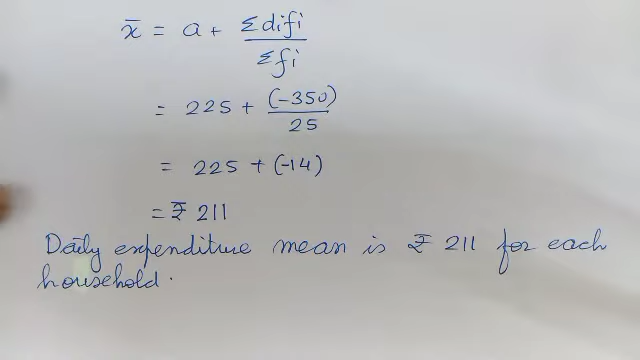 x̄ = a + Σdifi / Σfi
= 225 + (-350) / 25
= 225 + (-14)
= ₹ 211
Daily expenditure mean is ₹ 211 for each
household.